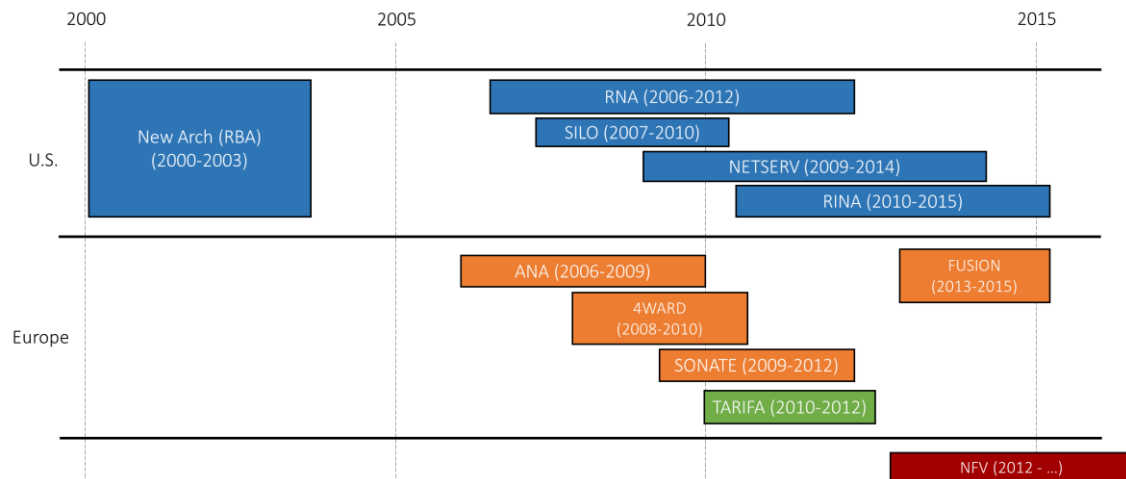 2000 2005 2010 2015
U.S.
New Arch (RBA)
(2000-2003)
RNA (2006-2012)
SILO (2007-2010)
NETSERV (2009-2014)
RINA (2010-2015)
Europe
ANA (2006-2009)
FUSION
(2013-2015)
4WARD
(2008-2010)
SONATE (2009-2012)
TARIFA (2010-2012)
NFV (2012 - ...)